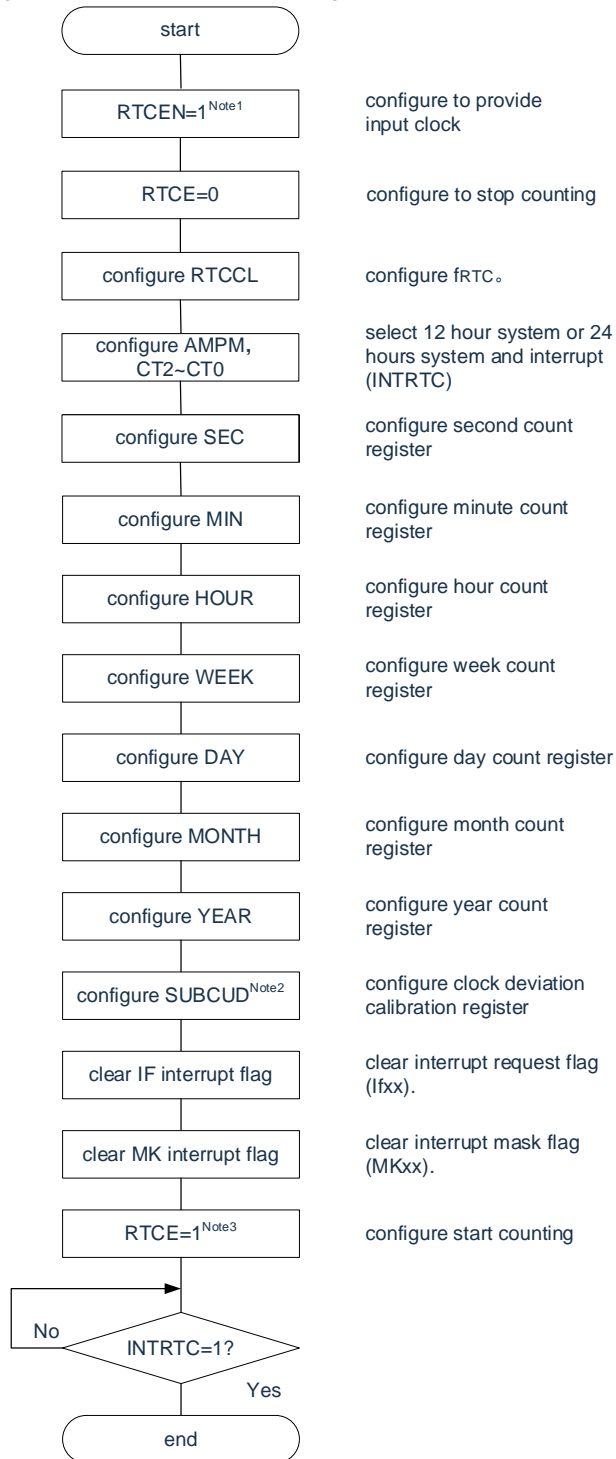 start
RTCEN=1Note1
configure to provide
input clock
RTCE=0
configure to stop counting
configure RTCCL
configure fRTC。
configure AMPM,
CT2~CT0
select 12 hour system or 24
hours system and interrupt
(INTRTC)
configure SEC
configure second count
register
configure MIN
configure minute count
register
configure HOUR
configure hour count
register
configure WEEK
configure week count
register
configure DAY
configure day count register
configure MONTH
configure month count
register
configure YEAR
configure year count
register
configure SUBCUDNote2
configure clock deviation
calibration register
clear IF interrupt flag
clear interrupt request flag
(Ifxx).
clear MK interrupt flag
clear interrupt mask flag
(MKxx).
RTCE=1Note3
configure start counting
No
INTRTC=1?
Yes
end